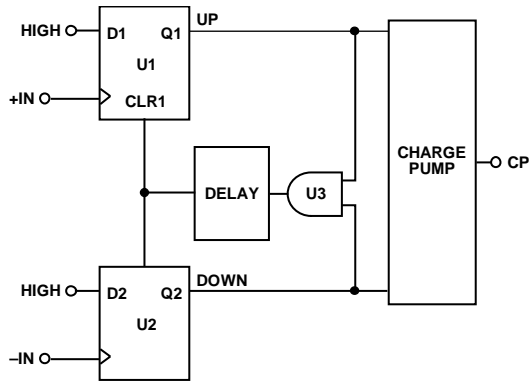 HIGH
D1
Q1
UP
U1
+IN
CLR1
DELAY
U3
CHARGE
PUMP
CP
HIGH
D2
Q2
DOWN
U2
–IN